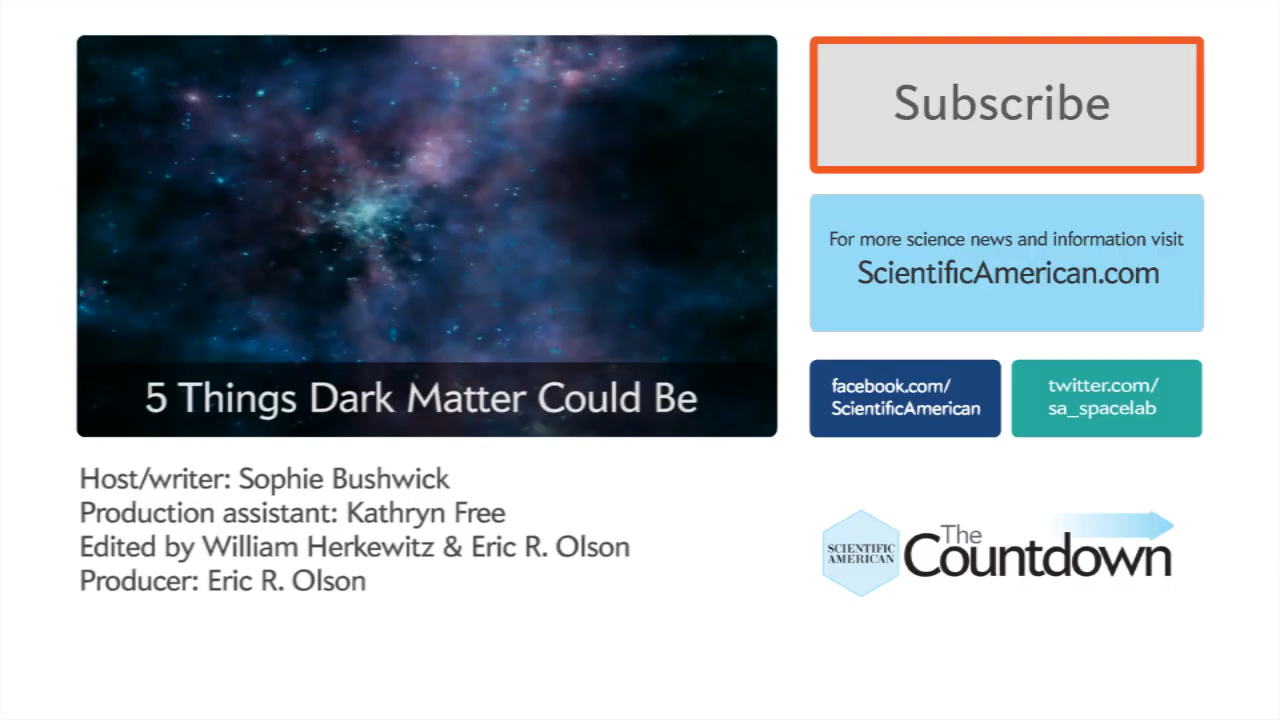 5 Things Dark Matter Could Be
Host/writer: Sophie Bushwick
Production assistant: Kathryn Free
Edited by William Herkewitz & Eric R. Olson
Producer: Eric R. Olson
Subscribe
For more science news and information visit
ScientificAmerican.com
facebook.com/
ScientificAmerican
twitter.com/
sa_spacelab
SCIENTIFIC
AMERICAN
The
Countdown